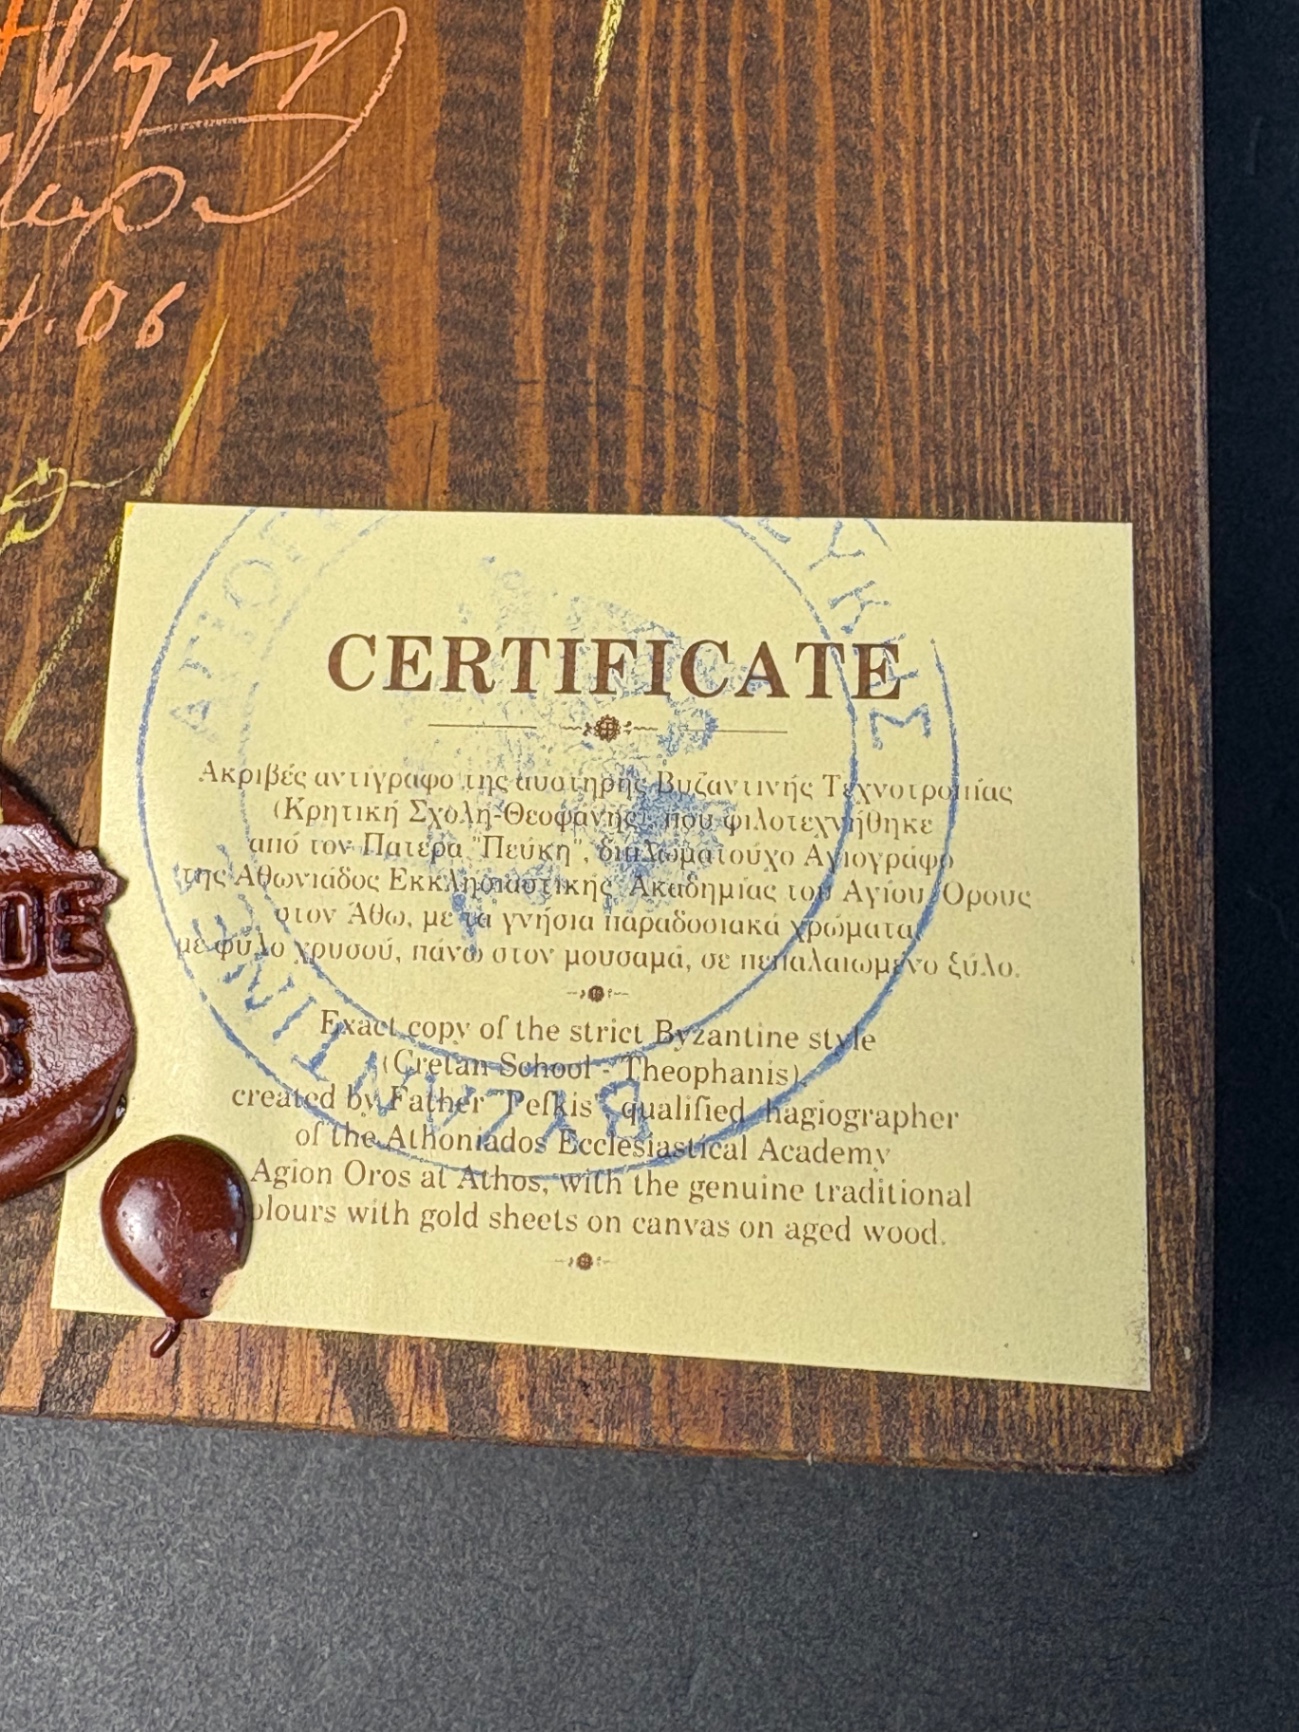 .06
CERTIFICATE
Ακριβές αντίγραφο της αυστηρής Βυζαντινής Τεχνοτροπίας
(Κρητική Σχολή-Θεοφάνης), που φιλοτεχνήθηκε
από τον Πατέρα "Πεύκη", διπλωματούχο Αγιογράφο
της Αθωνιάδος Εκκλησιαστικής Ακαδημίας του Αγίου Όρους
στον Άθω, με τα γνήσια παραδοσιακά χρώματα,
με φύλο χρυσού, πάνω στον μουσαμά, σε πεπαλαιωμένο ξύλο.
Exact copy of the strict Byzantine style
(Cretan School - Theophanis),
created by Father "Pefkis" qualified hagiographer
of the Athoniados Ecclesiastical Academy
Agion Oros at Athos, with the genuine traditional
olours with gold sheets on canvas on aged wood.
BYZANTINE